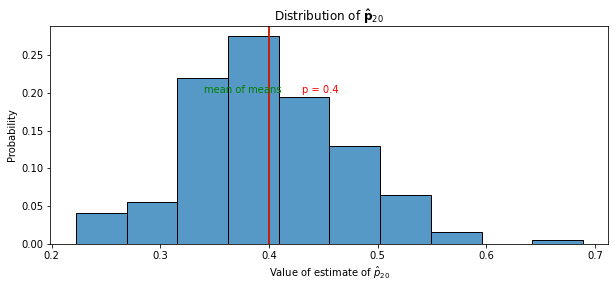 Distribution of p̂₂₀
Probability
0.25
0.20
0.15
0.10
0.05
0.00
mean of means
p = 0.4
0.2 0.3 0.4 0.5 0.6 0.7
Value of estimate of p̂₂₀